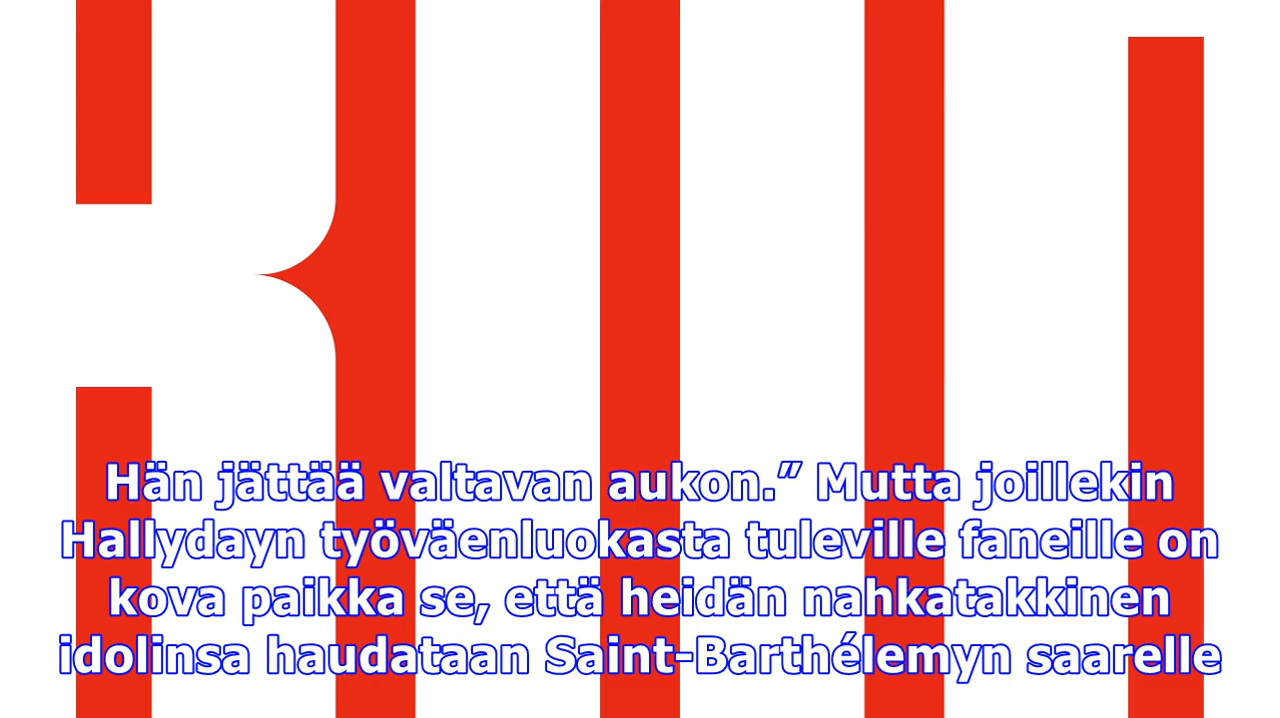 Hän jättää valtavan aukon.” Mutta joillekin
Hallydayn työväenluokasta tuleville faneille on
kova paikka se, että heidän nahkatakkinen
idolinsa haudataan Saint-Barthélemyn saarelle